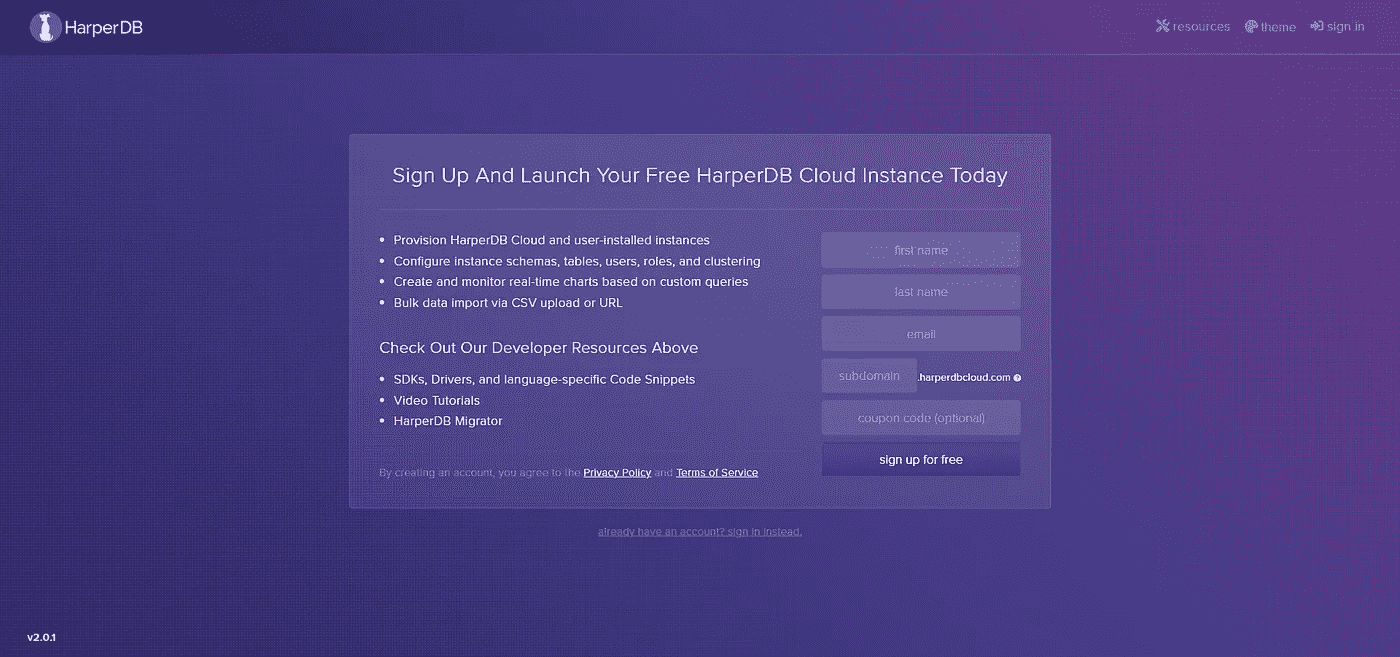 HarperDB
resources
theme
sign in
Sign Up And Launch Your Free HarperDB Cloud Instance Today
Provision HarperDB Cloud and user-installed instances
Configure instance schemas, tables, users, roles, and clustering
Create and monitor real-time charts based on custom queries
Bulk data import via CSV upload or URL
Check Out Our Developer Resources Above
SDKs, Drivers, and language-specific Code Snippets
Video Tutorials
HarperDB Migrator
By creating an account, you agree to the Privacy Policy and Terms of Service
first name
last name
email
subdomain .harperdbcloud.com
coupon code (optional)
sign up for free
already have an account? sign in instead.
v2.0.1